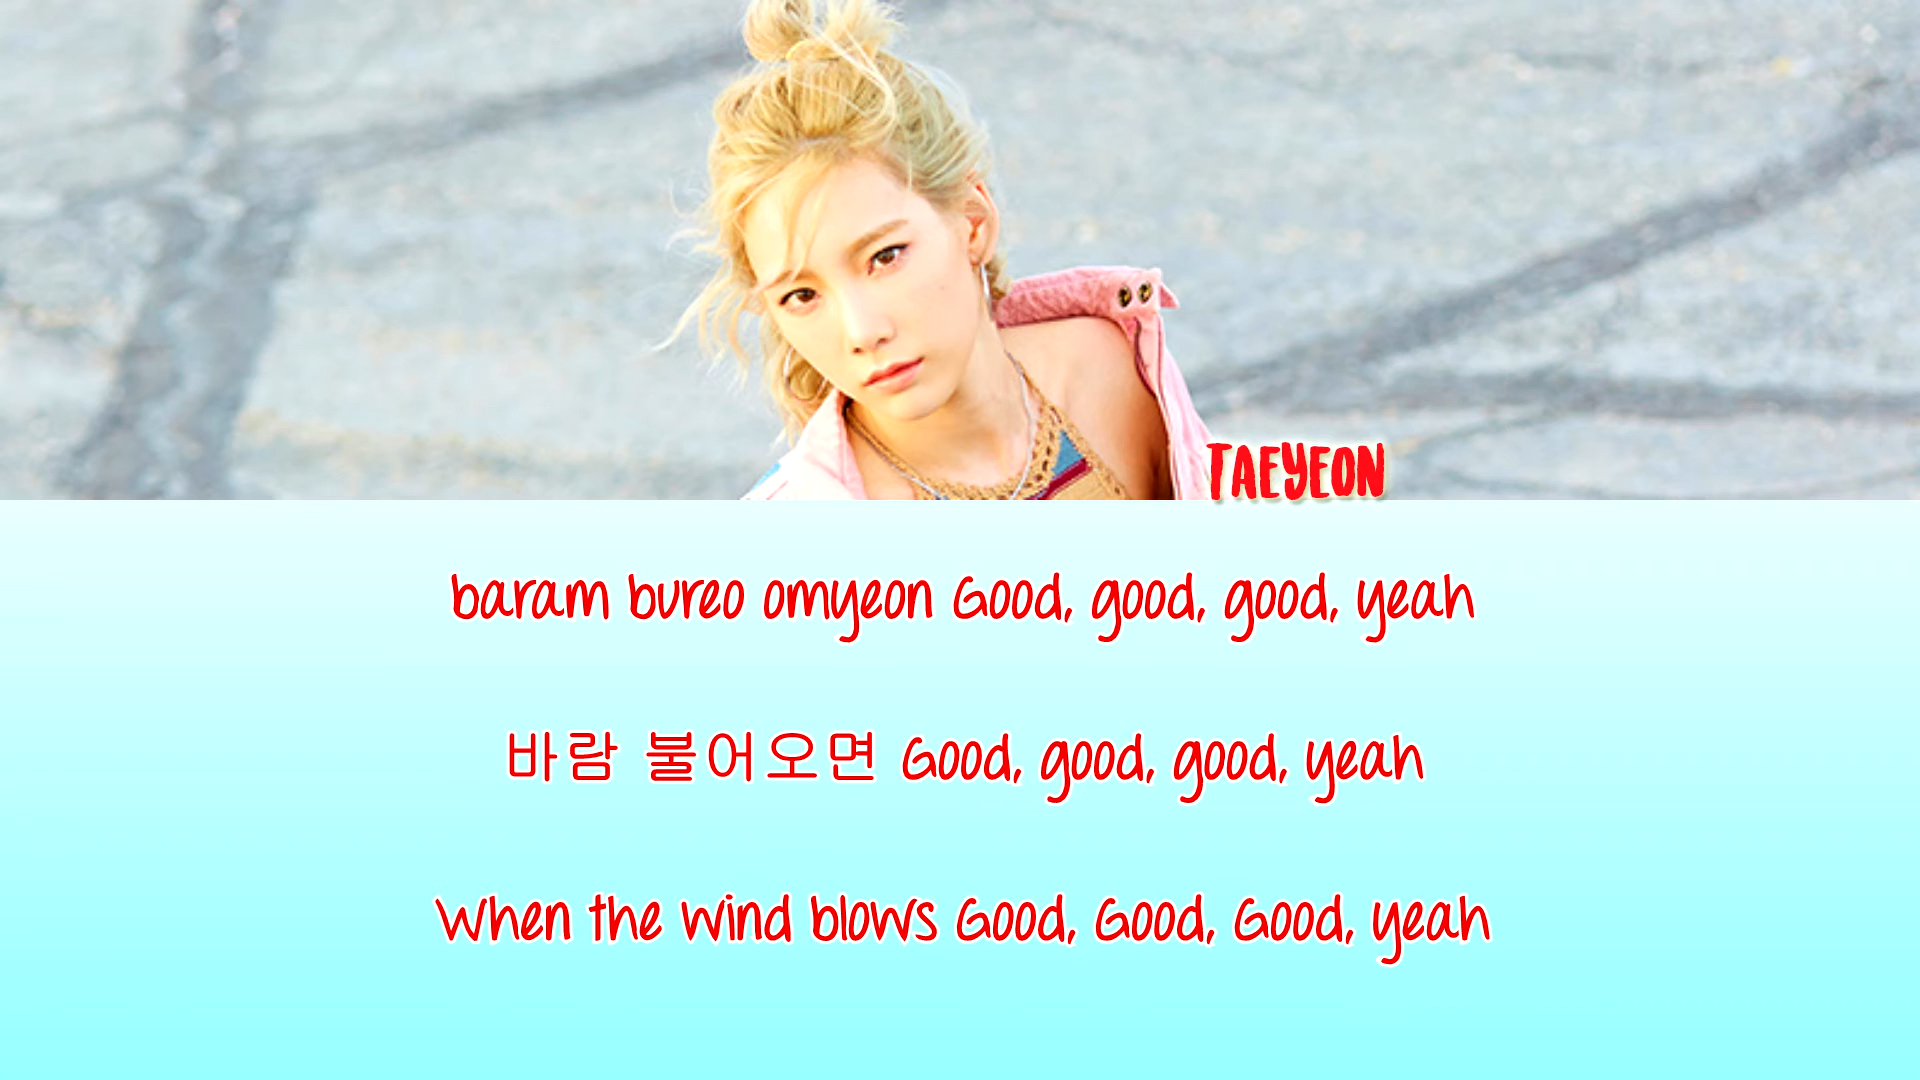 TAEYEON
baram bureo omyeon Good, good, good, yeah
바람 불어오면 Good, good, good, yeah
When the wind blows Good, Good, Good, yeah